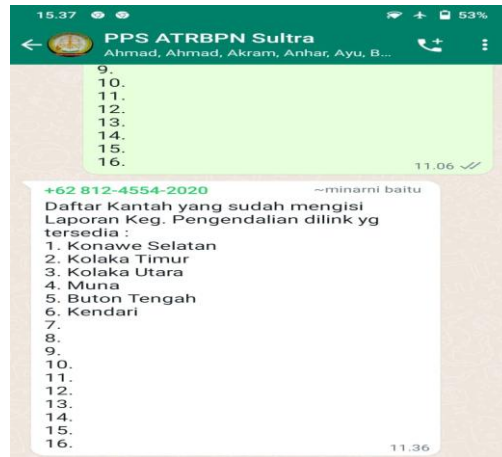 15.37 53%
PPS ATRBPN Sultra
Ahmad, Ahmad, Akram, Anhar, Ayu, B...
9.
10.
11.
12.
13.
14.
15.
16.
11.06
+62 812-4554-2020 ~minarni baitu
Daftar Kantah yang sudah mengisi
Laporan Keg. Pengendalian dilink yg
tersedia :
1. Konawe Selatan
2. Kolaka Timur
3. Kolaka Utara
4. Muna
5. Buton Tengah
6. Kendari
7.
8.
9.
10.
11.
12.
13.
14.
15.
16.
11.36